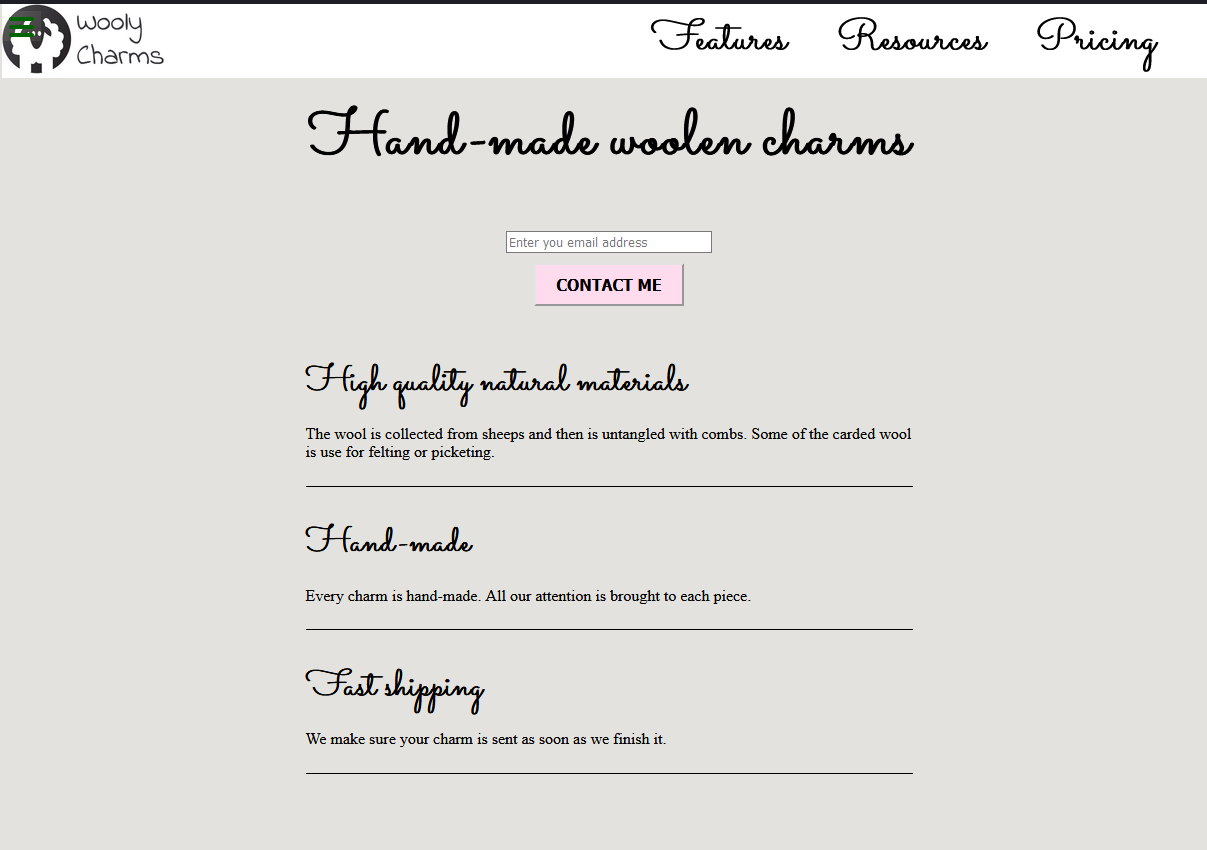 Wooly
Charms
Features Resources Pricing
Hand-made woolen charms
Enter you email address
CONTACT ME
High quality natural materials
The wool is collected from sheeps and then is untangled with combs. Some of the carded wool
is use for felting or picketing.
Hand-made
Every charm is hand-made. All our attention is brought to each piece.
Fast shipping
We make sure your charm is sent as soon as we finish it.